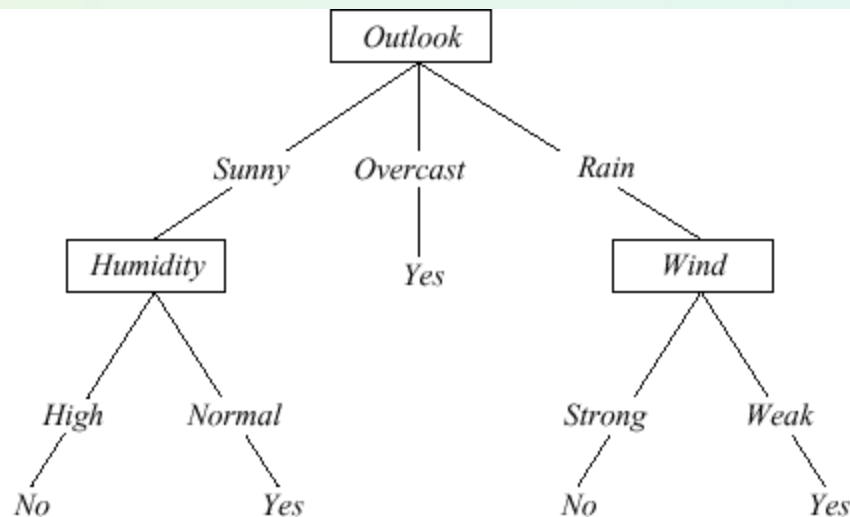 Outlook
Sunny Overcast Rain
Humidity Yes Wind
High Normal Strong Weak
No Yes No Yes